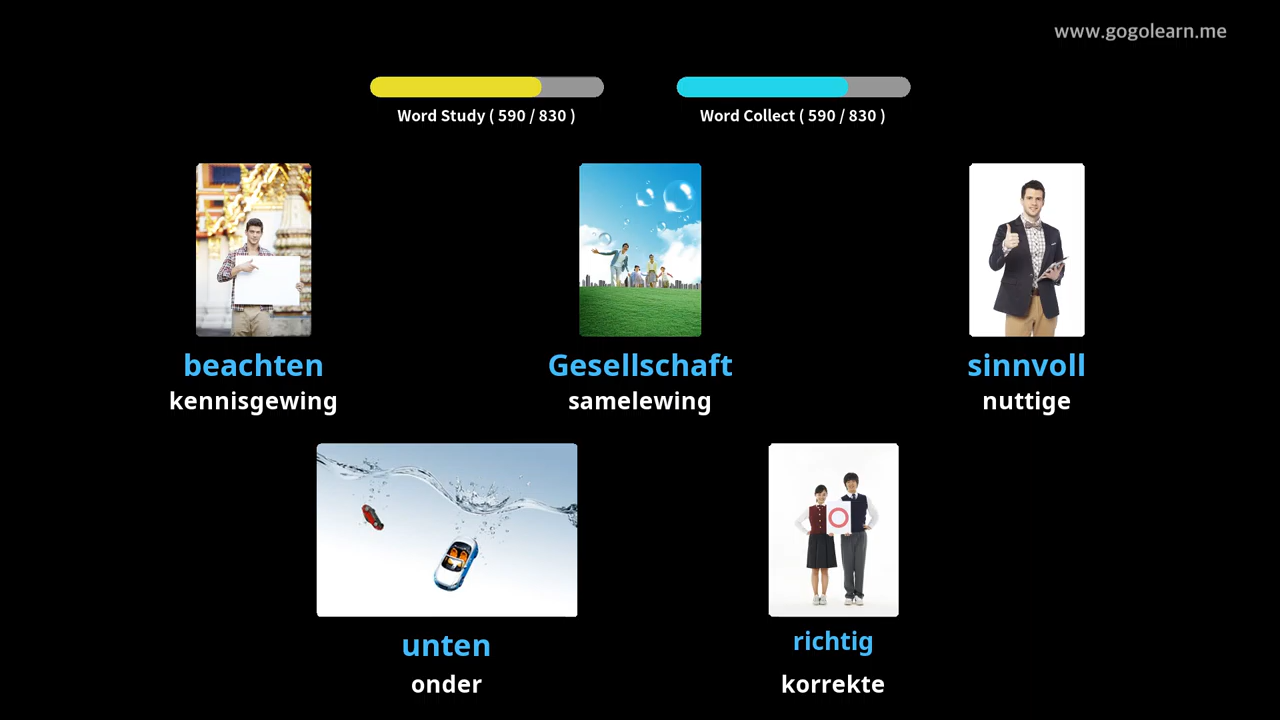 www.gogolearn.me
Word Study ( 590 / 830 )
Word Collect ( 590 / 830 )
beachten
kennisgewing
Gesellschaft
samelewing
sinnvoll
nuttige
unten
onder
richtig
korrekte